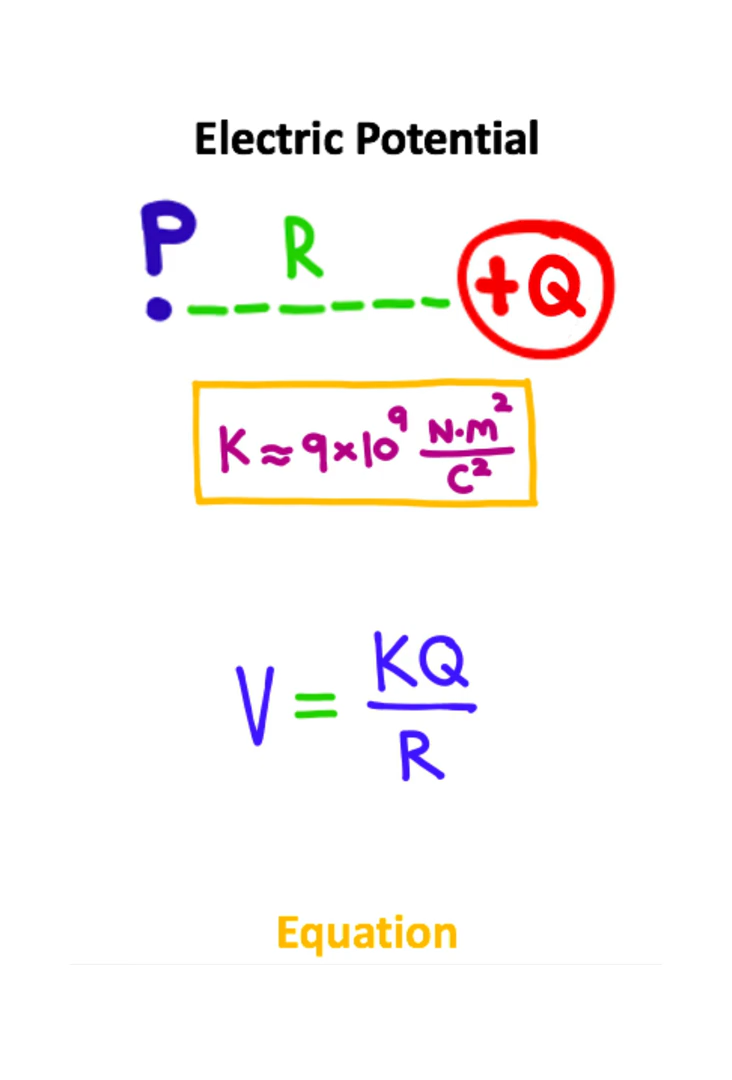 Electric Potential
P R +Q
K ≈ 9×10⁹ N·m²/C²
V = KQ/R
Equation